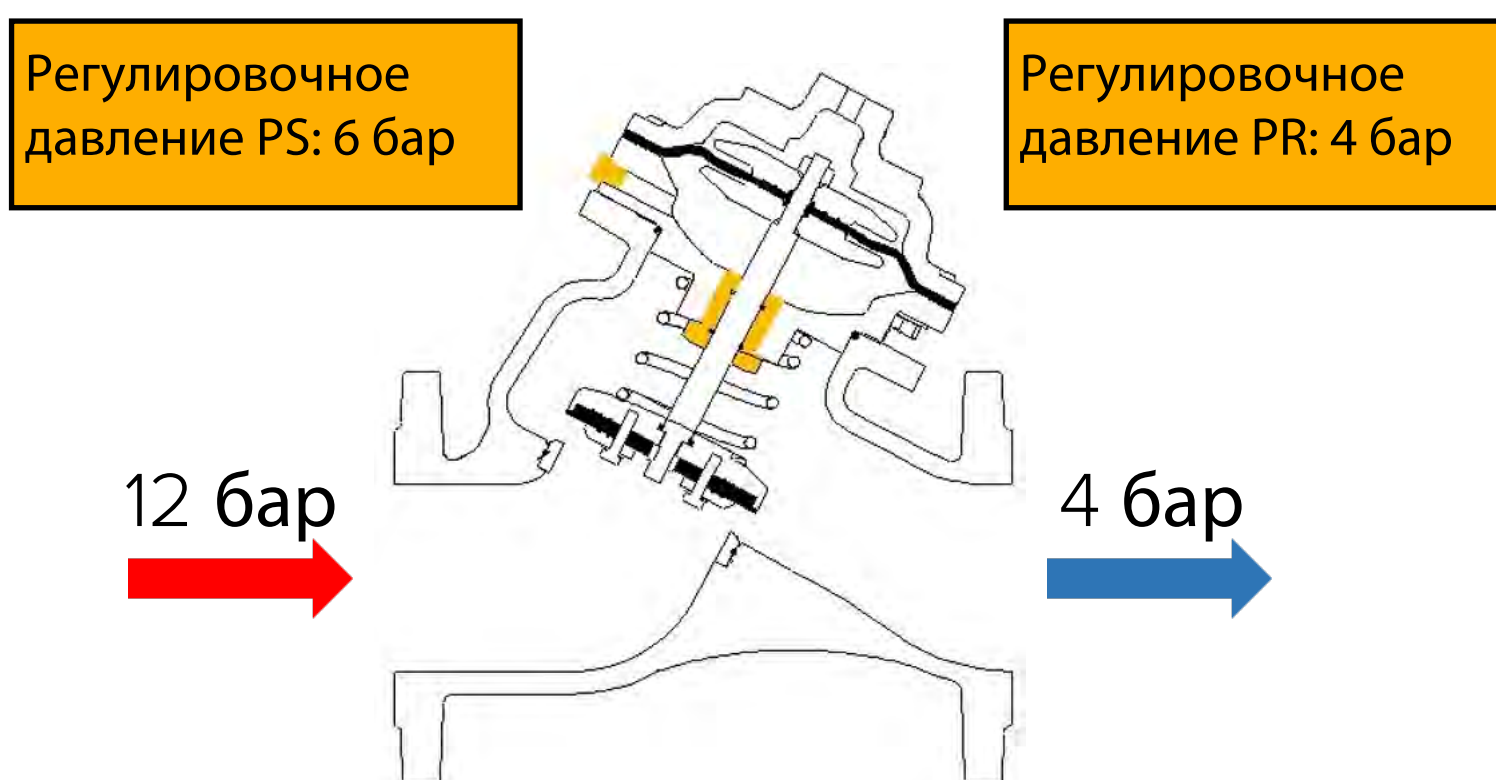 Регулировочное
давление PS: 6 бар
Регулировочное
давление PR: 4 бар
12 бар
4 бар